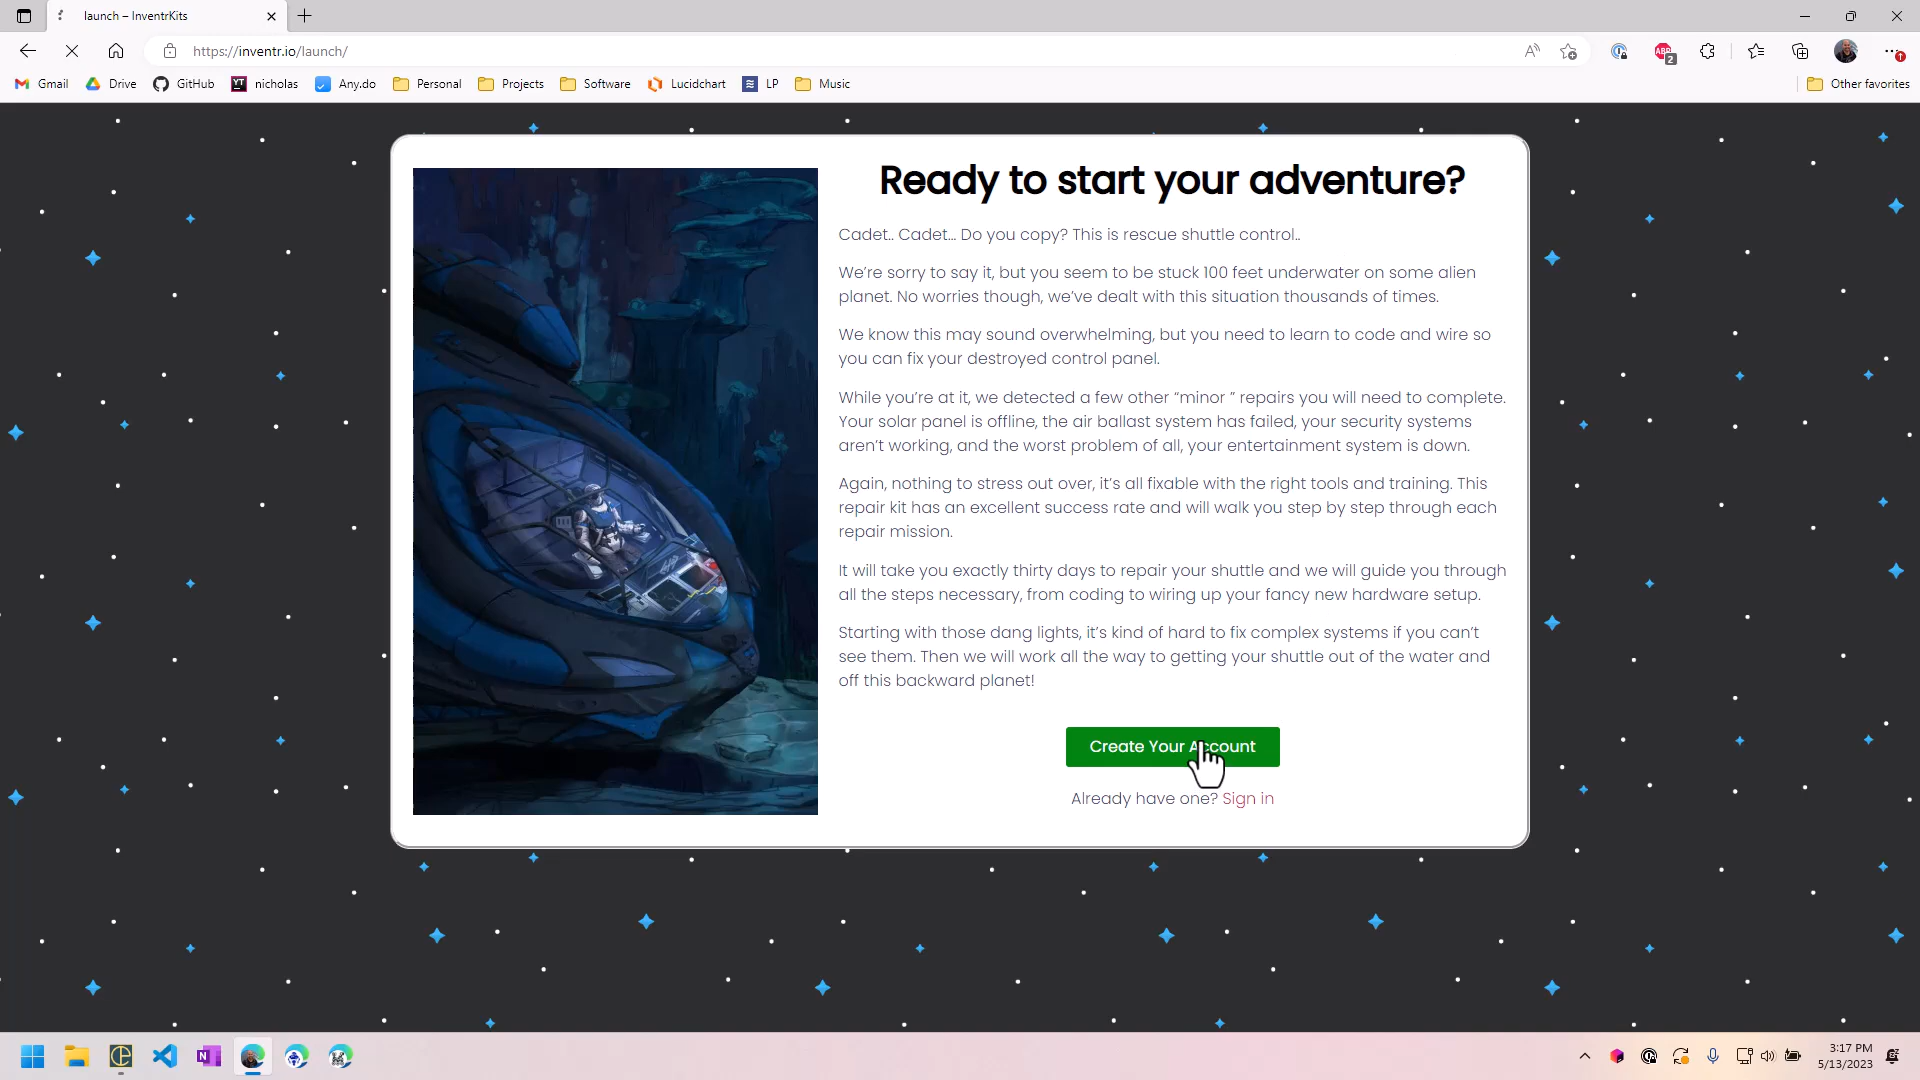 launch – InventrKits
https://inventr.io/launch/
ABP
2
Gmail
Drive
GitHub
YT
nicholas
Any.do
Personal
Projects
Software
Lucidchart
LP
Music
Other favorites
Ready to start your adventure?
Cadet.. Cadet... Do you copy? This is rescue shuttle control..
We're sorry to say it, but you seem to be stuck 100 feet underwater on some alien
planet. No worries though, we've dealt with this situation thousands of times.
We know this may sound overwhelming, but you need to learn to code and wire so
you can fix your destroyed control panel.
While you're at it, we detected a few other “minor ” repairs you will need to complete.
Your solar panel is offline, the air ballast system has failed, your security systems
aren't working, and the worst problem of all, your entertainment system is down.
Again, nothing to stress out over, it's all fixable with the right tools and training. This
repair kit has an excellent success rate and will walk you step by step through each
repair mission.
It will take you exactly thirty days to repair your shuttle and we will guide you through
all the steps necessary, from coding to wiring up your fancy new hardware setup.
Starting with those dang lights, it's kind of hard to fix complex systems if you can't
see them. Then we will work all the way to getting your shuttle out of the water and
off this backward planet!
Create Your Account
Already have one? Sign in
3:17 PM
5/13/2023